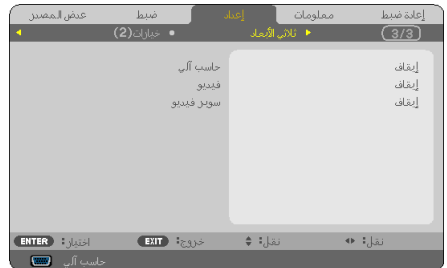 إعادة ضبط معلومات إعداد ضبط عرض المصدر
3/3 ثلاثي الأبعاد خيارات(2)
حاسب آلي إيقاف
فيديو إيقاف
سوبر فيديو إيقاف
نقل: نقل: خروج: EXIT اختيار: ENTER
حاسب آلي